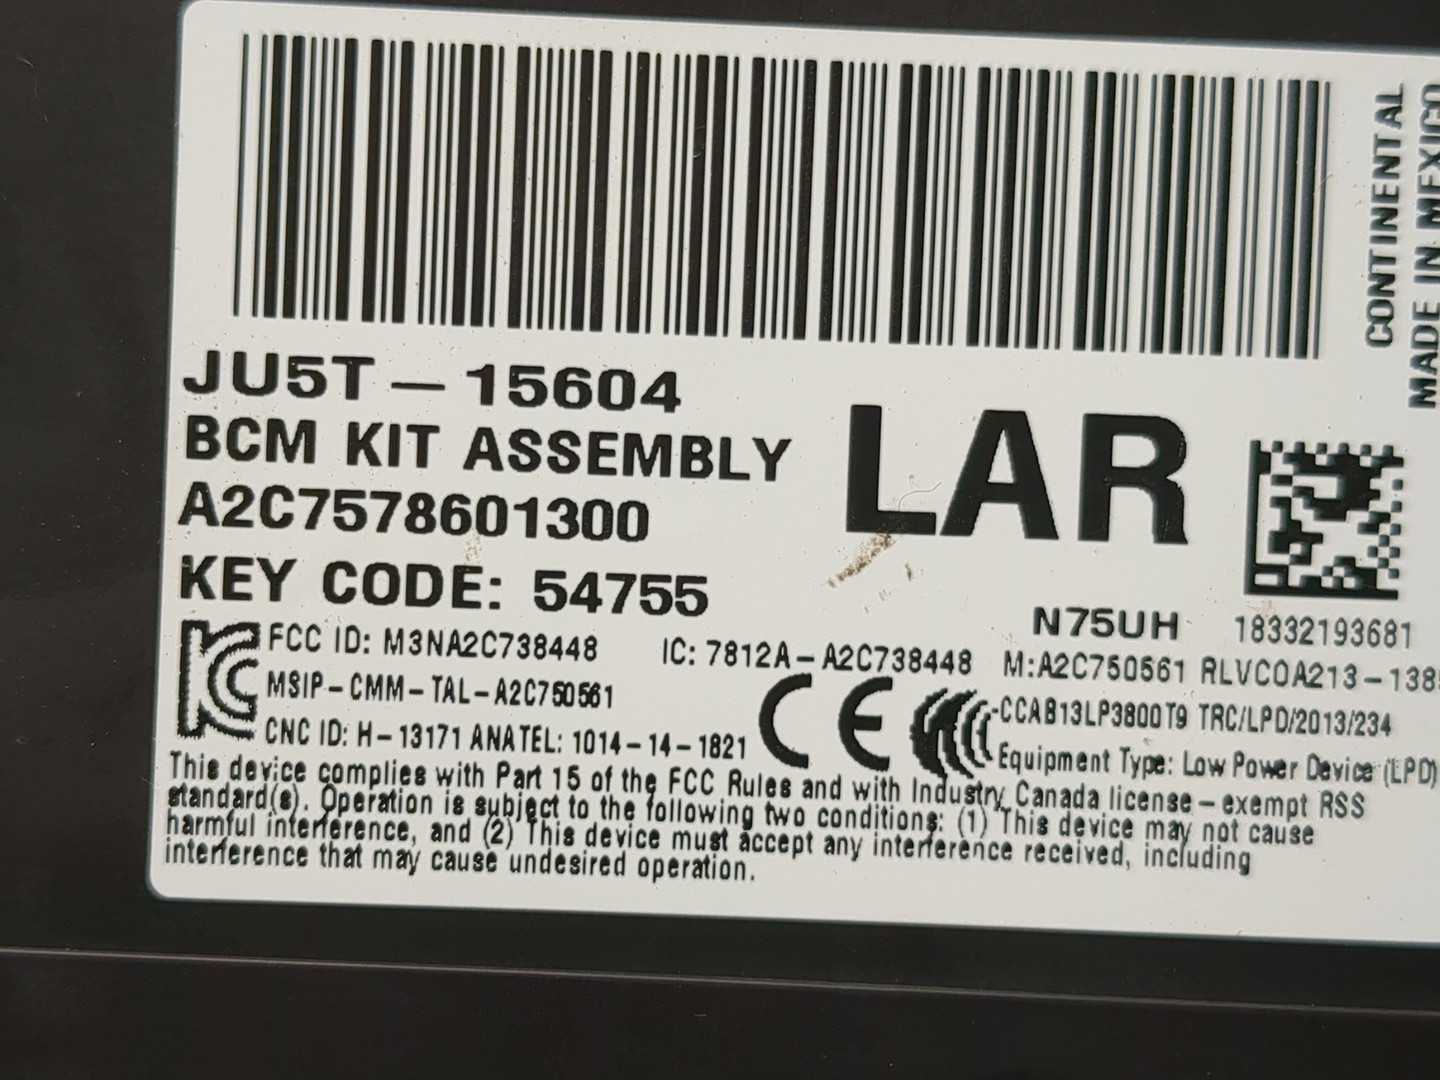 CONTINENTAL
MADE IN MEXICO
JU5T-15604
BCM KIT ASSEMBLY
A2C7578601300
LAR
KEY CODE: 54755
N75UH 18332193681
FCC ID: M3NA2C738448 IC: 7812A-A2C738448 M:A2C750561 RLVCOA213-138
MSIP-CMM-TAL-A2C750561
CCAB13LP3800T9 TRC/LPD/2013/234
CNC ID: H-13171 ANATEL: 1014-14-1821
CE
Equipment Type: Low Power Device (LPD)
This device complies with Part 15 of the FCC Rules and with Industry Canada license-exempt RSS
standard(s). Operation is subject to the following two conditions: (1) This device may not cause
harmful interference, and (2) This device must accept any interference received, including
interference that may cause undesired operation.